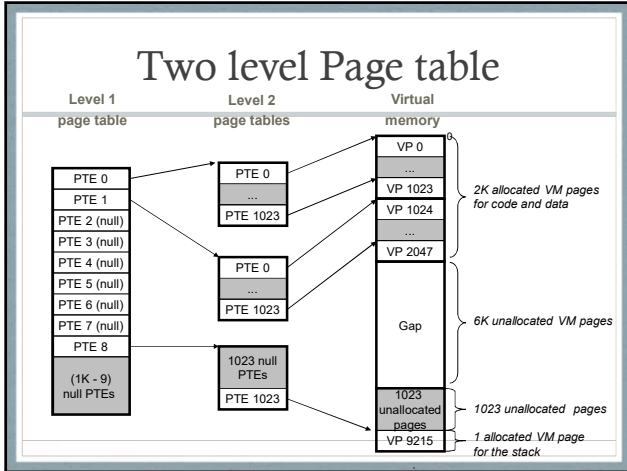 Two level Page table
Level 1
page table
Level 2
page tables
Virtual
memory
PTE 0
PTE 1
PTE 2 (null)
PTE 3 (null)
PTE 4 (null)
PTE 5 (null)
PTE 6 (null)
PTE 7 (null)
PTE 8
(1K - 9)
null PTEs
PTE 0
...
PTE 1023
PTE 0
...
PTE 1023
1023 null
PTEs
PTE 1023
0
VP 0
...
VP 1023
VP 1024
...
VP 2047
Gap
1023
unallocated
pages
VP 9215
2K allocated VM pages
for code and data
6K unallocated VM pages
1023 unallocated pages
1 allocated VM page
for the stack